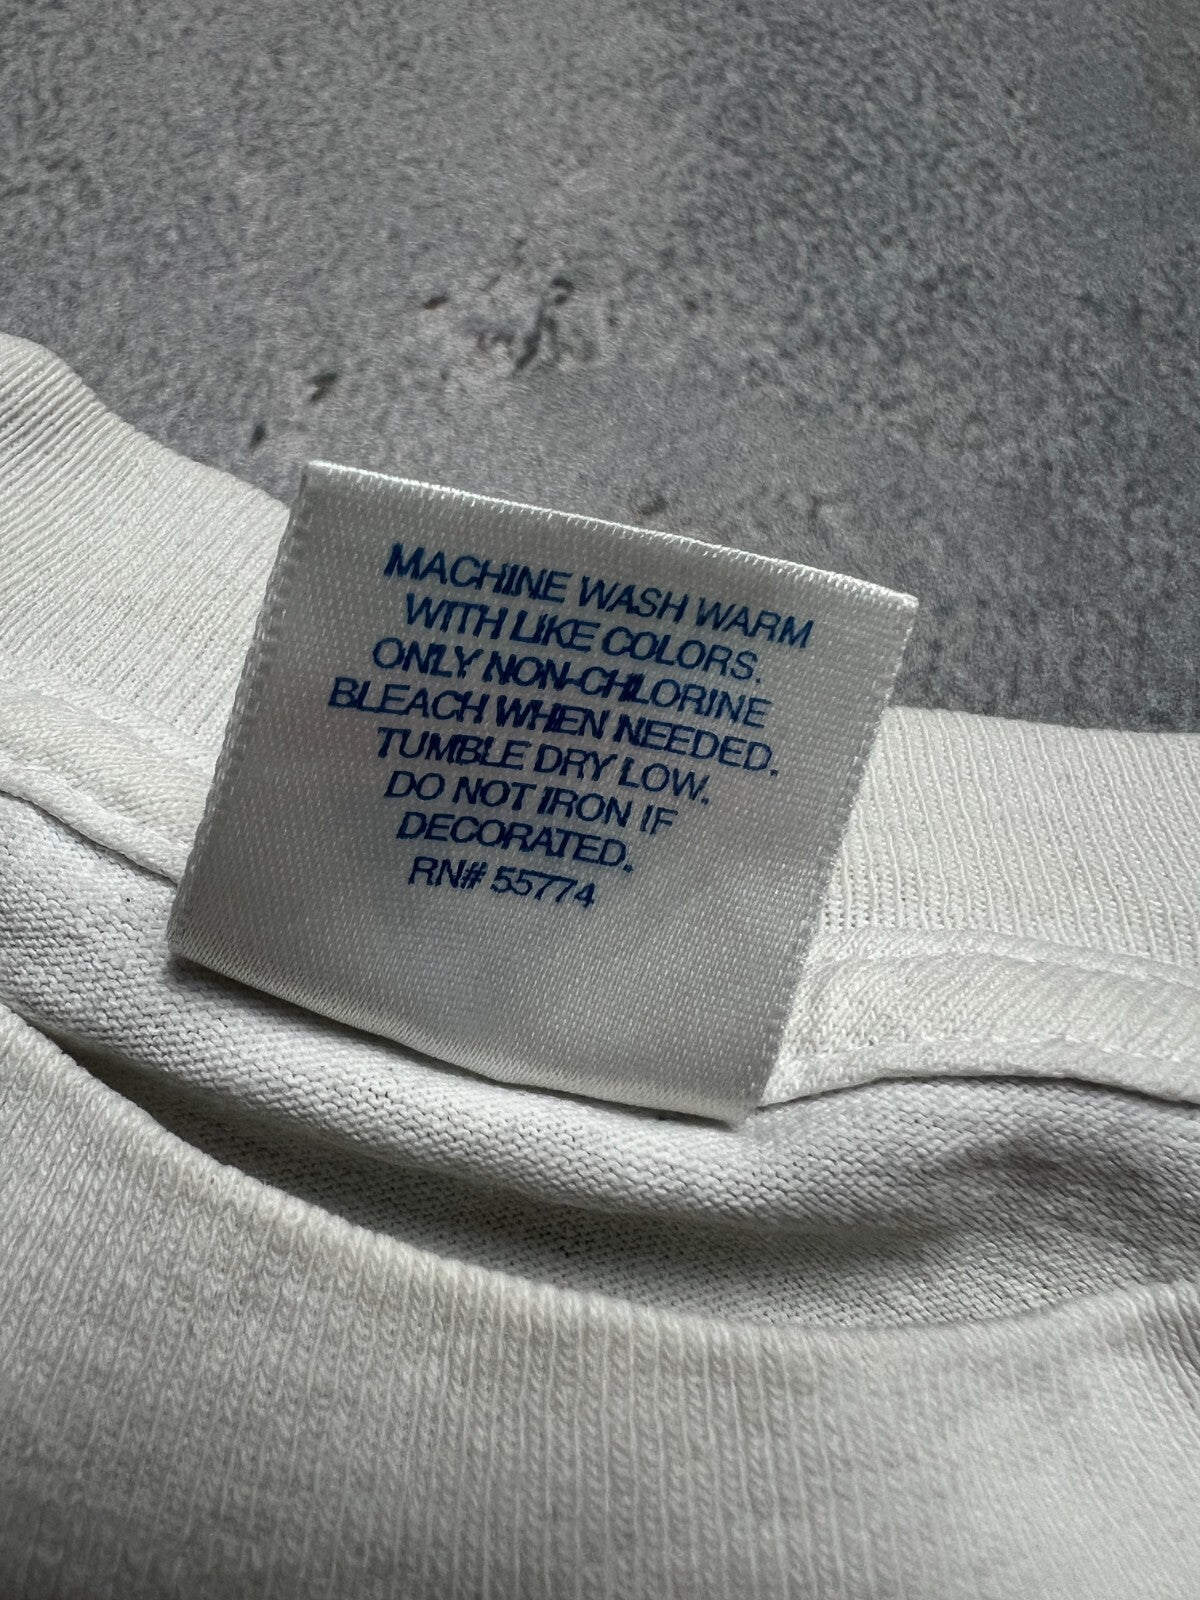 MACHINE WASH WARM
WITH LIKE COLORS.
ONLY NON-CHLORINE
BLEACH WHEN NEEDED.
TUMBLE DRY LOW.
DO NOT IRON IF
DECORATED.
RN# 55774